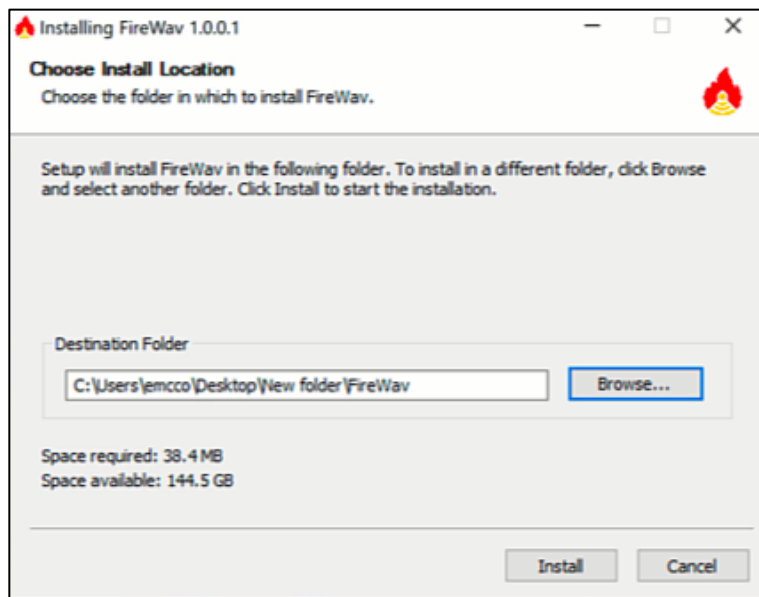 Installing FireWav 1.0.0.1
Choose Install Location
Choose the folder in which to install FireWav.
Setup will install FireWav in the following folder. To install in a different folder, click Browse
and select another folder. Click Install to start the installation.
Destination Folder
C:\Users\emcco\Desktop\New folder\FireWav
Browse...
Space required: 38.4 MB
Space available: 144.5 GB
Install
Cancel